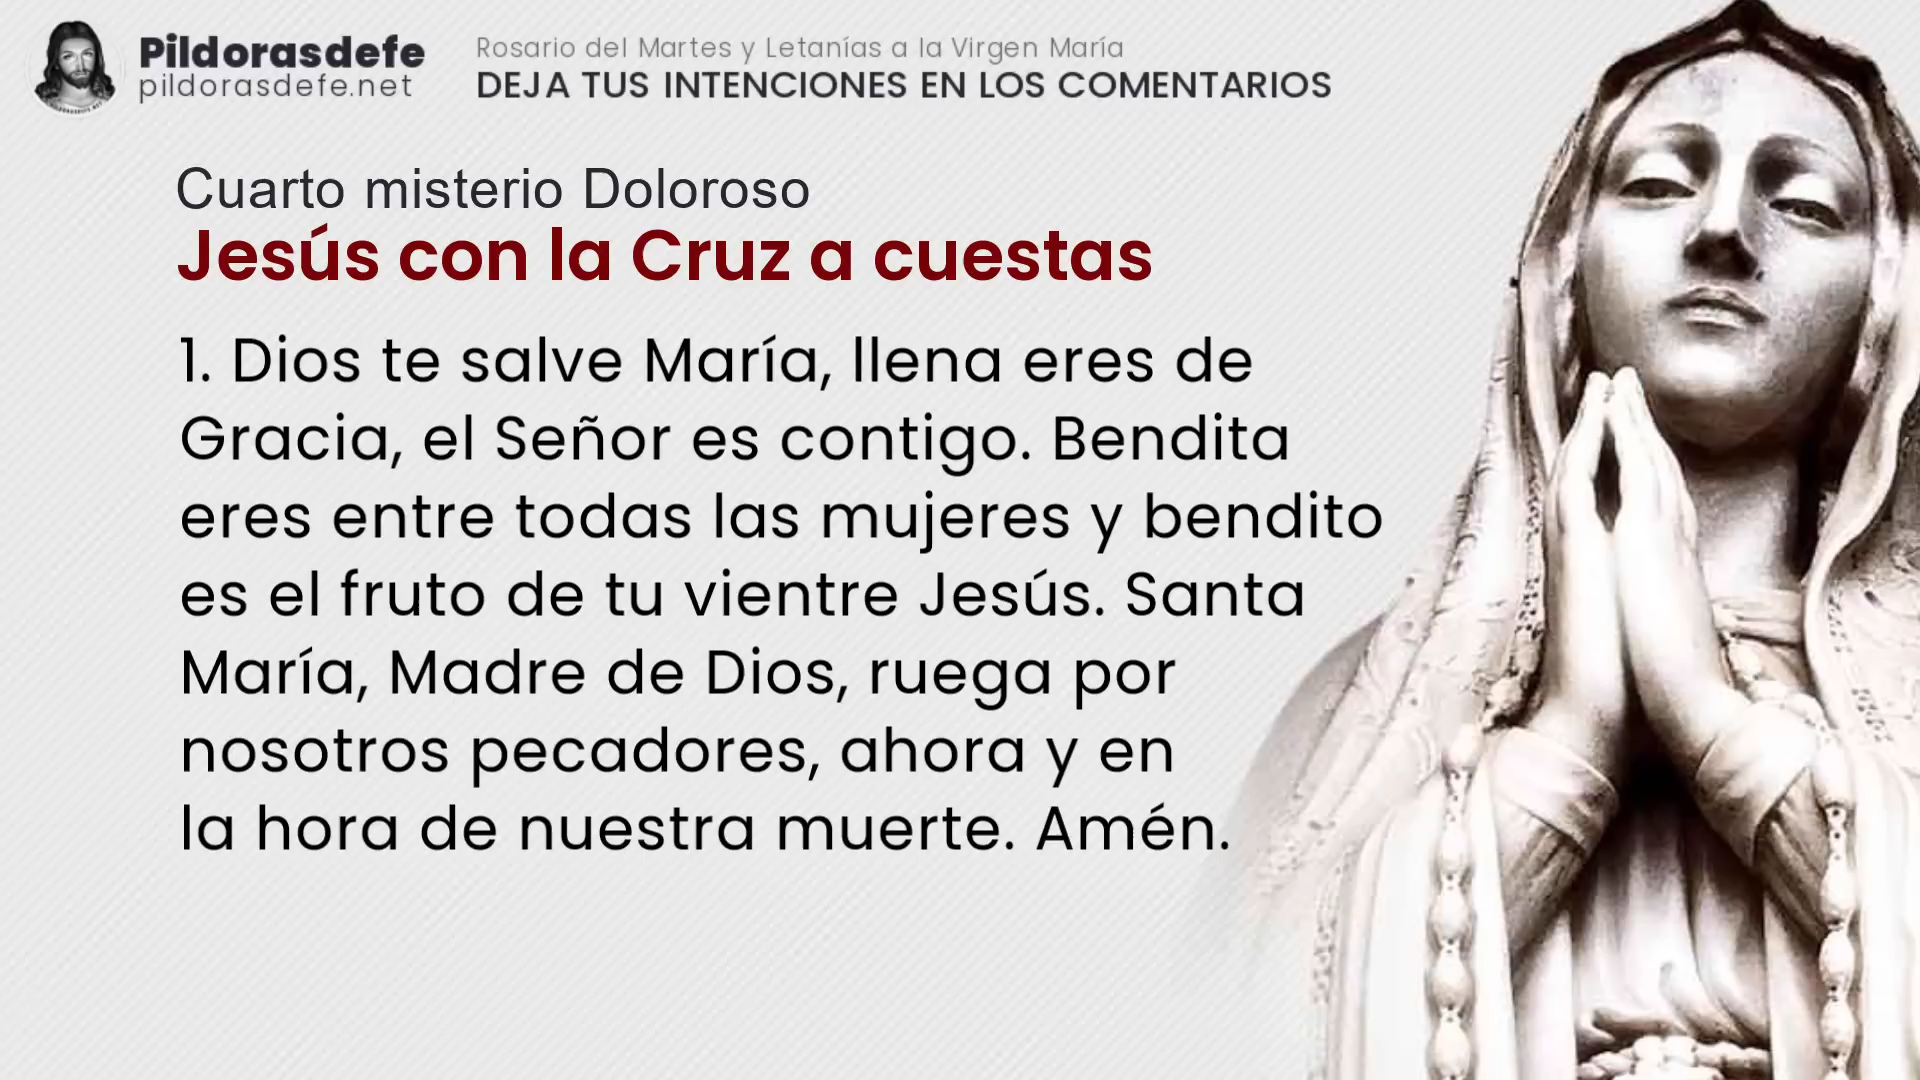 Pildorasdefe
pildorasdefe.net
Rosario del Martes y Letanías a la Virgen María
DEJA TUS INTENCIONES EN LOS COMENTARIOS
Cuarto misterio Doloroso
Jesús con la Cruz a cuestas
1. Dios te salve María, llena eres de
Gracia, el Señor es contigo. Bendita
eres entre todas las mujeres y bendito
es el fruto de tu vientre Jesús. Santa
María, Madre de Dios, ruega por
nosotros pecadores, ahora y en
la hora de nuestra muerte. Amén.